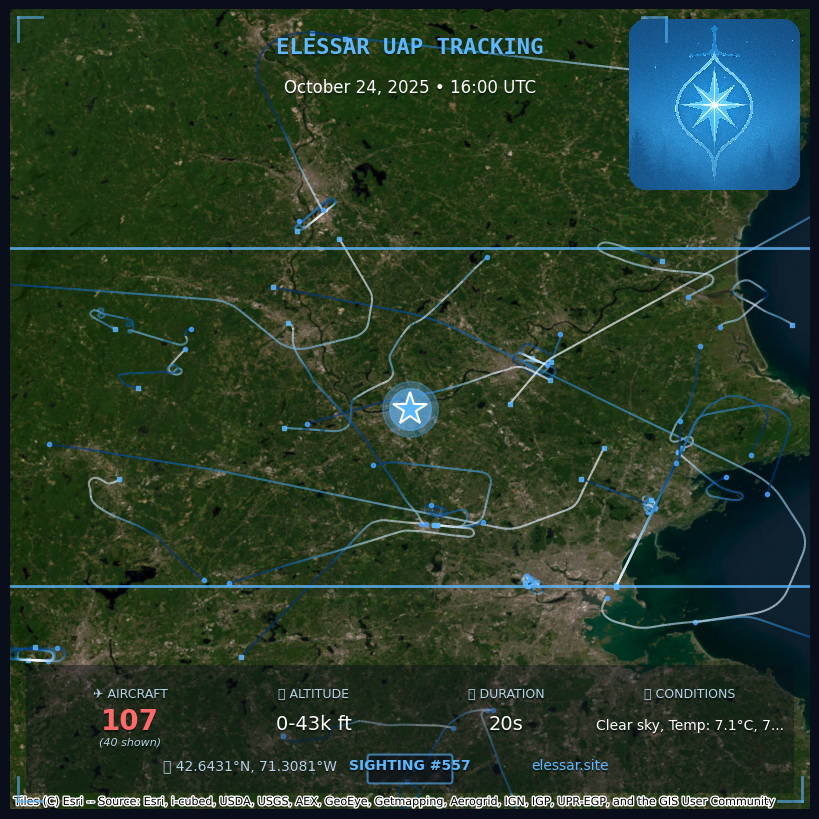 ELESSAR UAP TRACKING
October 24, 2025 • 16:00 UTC
✈ AIRCRAFT
ALTITUDE
DURATION
CONDITIONS
107
0-43k ft
20s
Clear sky, Temp: 7.1°C, 7...
(40 shown)
42.6431°N, 71.3081°W
SIGHTING #557
elessar.site
Tiles (C) Esri -- Source: Esri, i-cubed, USDA, USGS, AEX, GeoEye, Getmapping, Aerogrid, IGN, IGP, UPR-EGP, and the GIS User Community